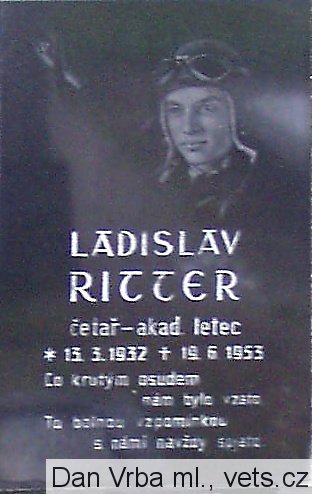 LADISLAV
RITTER
četař-akad. letec
* 13.3.1932 † 19.6.1953
Co krutým osudem
nám bylo vzato
Tu bolnou vzpomínkou
s námi navždy spjato
Dan Vrba ml., vets.cz